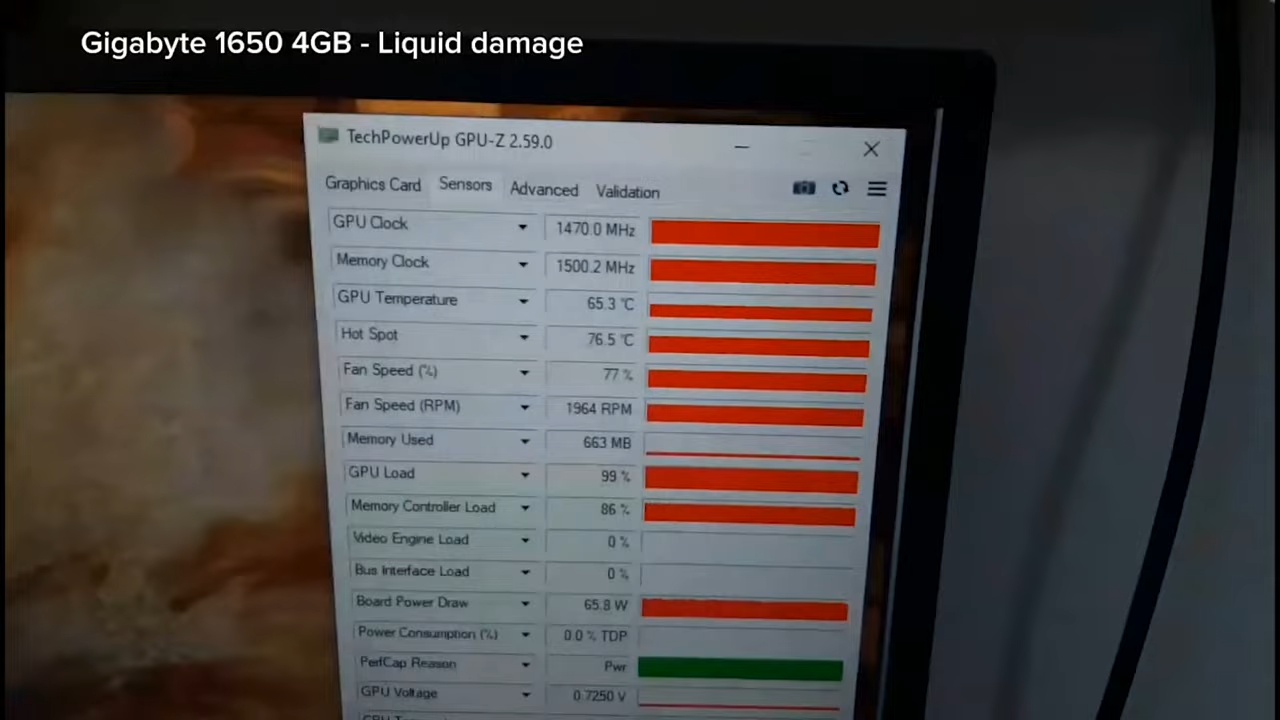 Gigabyte 1650 4GB - Liquid damage
TechPowerUp GPU-Z 2.59.0
Graphics Card Sensors Advanced Validation
GPU Clock 1470.0 MHz
Memory Clock 1500.2 MHz
GPU Temperature 65.3 °C
Hot Spot 76.5 °C
Fan Speed (%) 77 %
Fan Speed (RPM) 1964 RPM
Memory Used 663 MB
GPU Load 99 %
Memory Controller Load 86 %
Video Engine Load 0 %
Bus Interface Load 0 %
Board Power Draw 65.8 W
Power Consumption (%) 0.0 % TDP
PerfCap Reason Pwr
GPU Voltage 0.7250 V